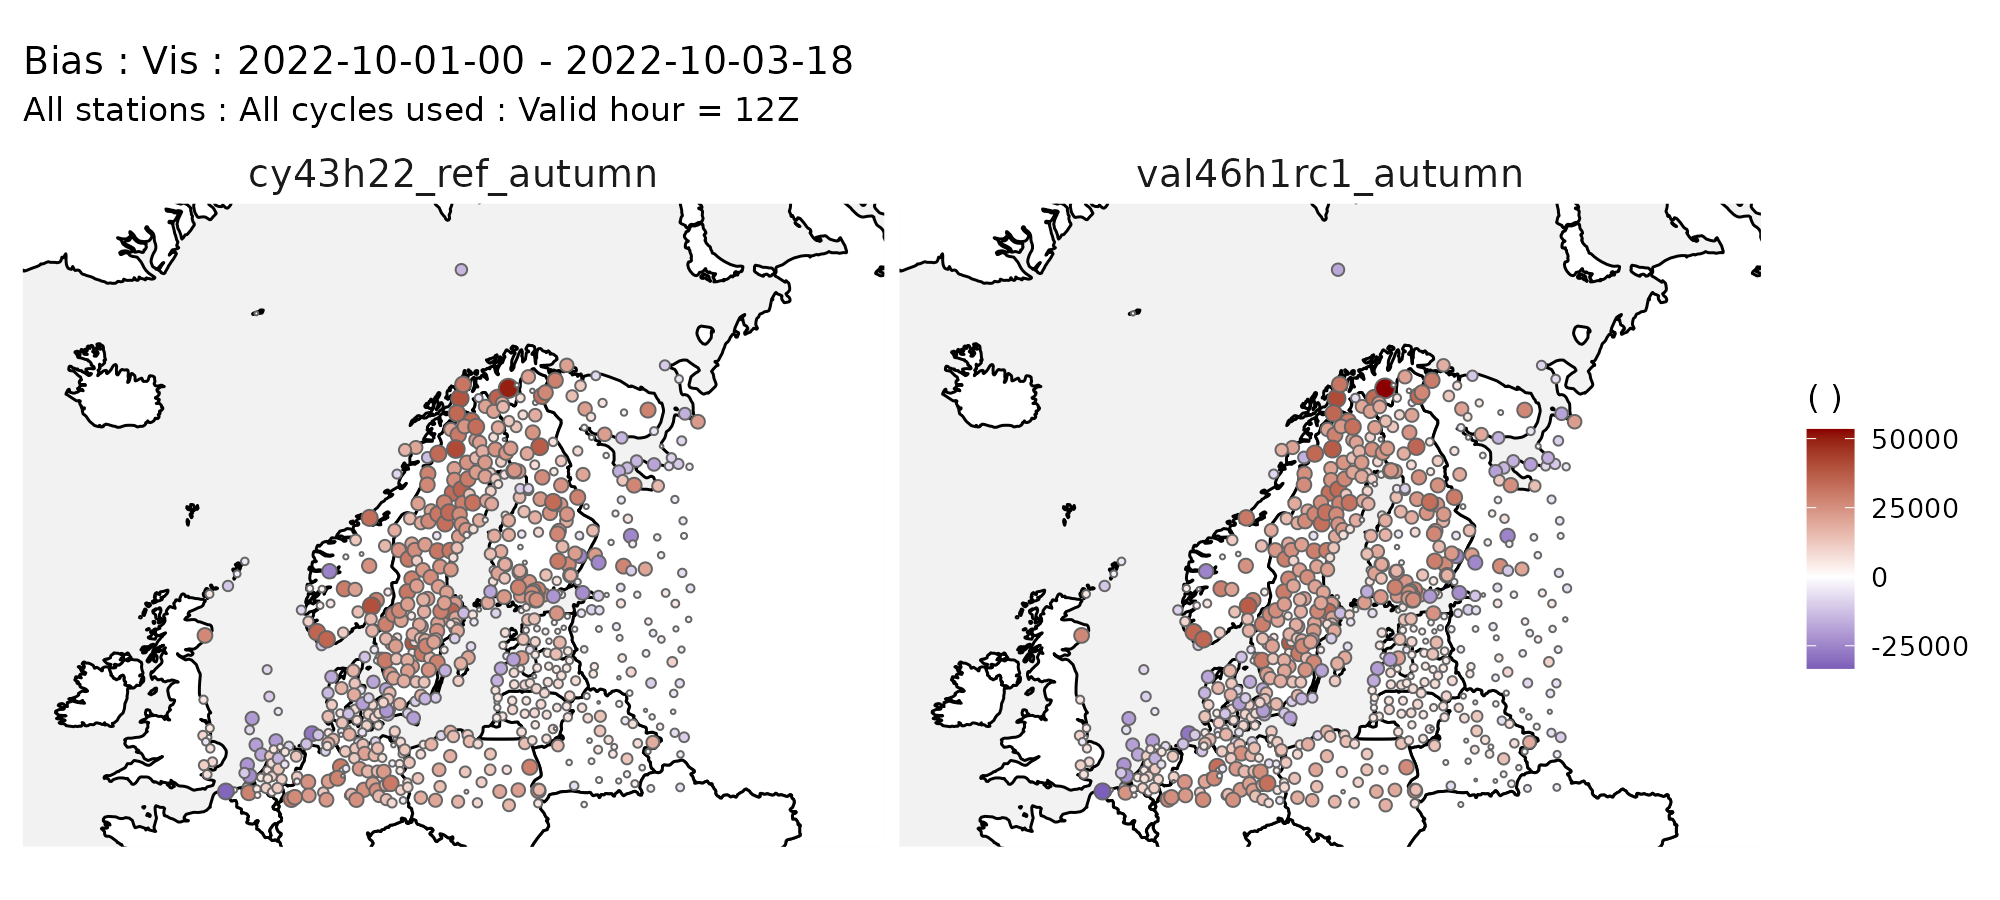 Bias : Vis : 2022-10-01-00 - 2022-10-03-18
All stations : All cycles used : Valid hour = 12Z
cy43h22_ref_autumn
val46h1rc1_autumn
( )
50000
25000
0
-25000